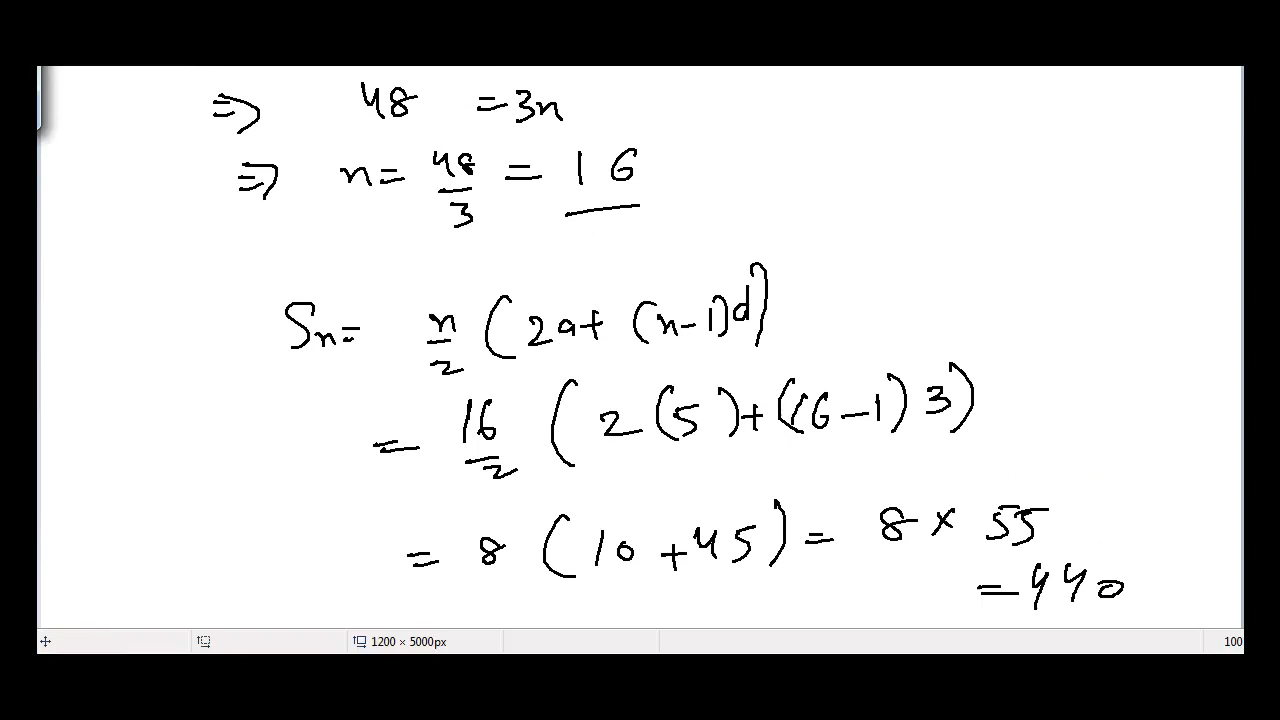 ⇒ 48 = 3n
⇒ n = 48/3 = 16
Sn = n/2 (2a + (n-1)d)
= 16/2 (2(5) + (16-1)3)
= 8 (10 + 45) = 8 × 55
= 440
1200 × 5000px 100